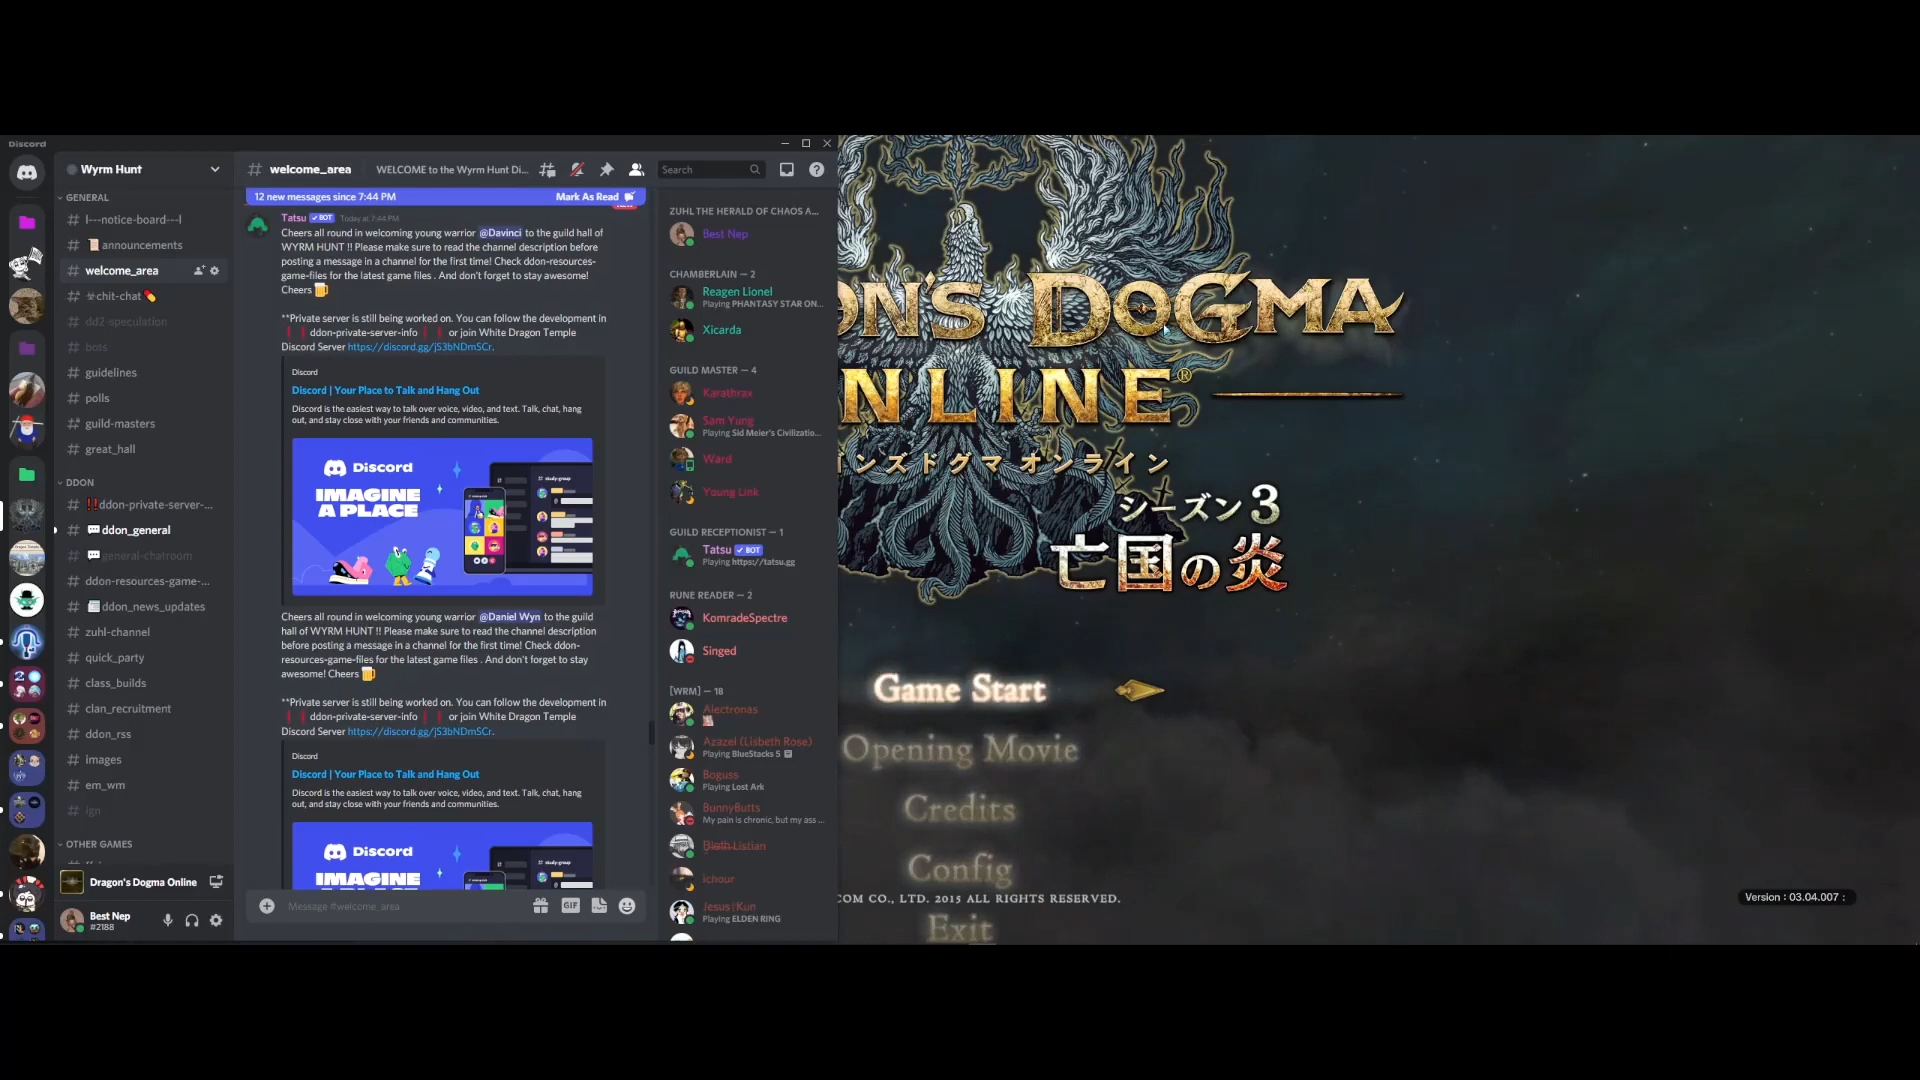 Discord
Wyrm Hunt
GENERAL
l---notice-board---l
announcements
welcome_area
chit-chat
dd2-speculation
bots
guidelines
polls
guild-masters
great_hall
DDON
ddon-private-server-...
ddon_general
general-chatroom
ddon-resources-game-...
ddon_news_updates
zuhl-channel
quick_party
class_builds
clan_recruitment
ddon_rss
images
em_wm
ign
OTHER GAMES
Dragon's Dogma Online
Best Nep
#2188
welcome_area
WELCOME to the Wyrm Hunt Di...
Search
12 new messages since 7:44 PM
Mark As Read
Tatsu BOT Today at 7:44 PM
Cheers all round in welcoming young warrior @Davinci to the guild hall of
WYRM HUNT !! Please make sure to read the channel description before
posting a message in a channel for the first time! Check ddon-resources-
game-files for the latest game files . And don't forget to stay awesome!
Cheers
**Private server is still being worked on. You can follow the development in
ddon-private-server-info or join White Dragon Temple
Discord Server https://discord.gg/jS3bNDmSCr.
Discord
Discord | Your Place to Talk and Hang Out
Discord is the easiest way to talk over voice, video, and text. Talk, chat, hang
out, and stay close with your friends and communities.
Discord
IMAGINE
A PLACE
Cheers all round in welcoming young warrior @Daniel Wyn to the guild
hall of WYRM HUNT !! Please make sure to read the channel description
before posting a message in a channel for the first time! Check ddon-
resources-game-files for the latest game files . And don't forget to stay
awesome! Cheers
**Private server is still being worked on. You can follow the development in
ddon-private-server-info or join White Dragon Temple
Discord Server https://discord.gg/jS3bNDmSCr.
Discord
Discord | Your Place to Talk and Hang Out
Discord is the easiest way to talk over voice, video, and text. Talk, chat, hang
out, and stay close with your friends and communities.
Discord
IMAGINE
Message #welcome_area
GIF
ZUHL THE HERALD OF CHAOS A...
Best Nep
CHAMBERLAIN — 2
Reagen Lionel
Playing PHANTASY STAR ON...
Xicarda
GUILD MASTER — 4
Karathrax
Sam Yung
Playing Sid Meier's Civilizatio...
Ward
Young Link
GUILD RECEPTIONIST — 1
Tatsu BOT
Playing https://tatsu.gg
RUNE READER — 2
KomradeSpectre
Singed
[WRM] — 18
Alectronas
Azazel (Lisbeth Rose)
Playing BlueStacks 5
Boguss
Playing Lost Ark
BunnyButts
My pain is chronic, but my ass ...
Listian
ichour
Jesus|Kun
Playing ELDEN RING
ON'S DOGMA
NLINE®
ンズドグマ オンライン
シーズン3
亡国の炎
Game Start
Opening Movie
Credits
Config
COM CO., LTD. 2015 ALL RIGHTS RESERVED.
Exit
Version : 03.04.007 :